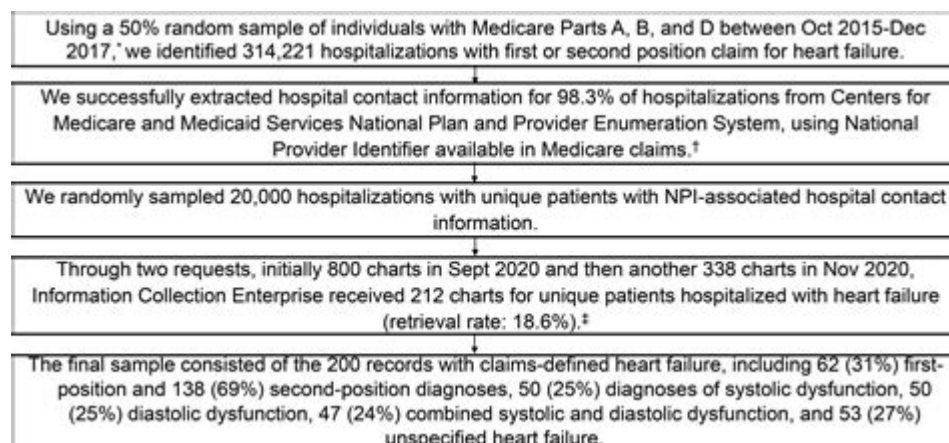 Using a 50% random sample of individuals with Medicare Parts A, B, and D between Oct 2015-Dec
2017,* we identified 314,221 hospitalizations with first or second position claim for heart failure.
We successfully extracted hospital contact information for 98.3% of hospitalizations from Centers for
Medicare and Medicaid Services National Plan and Provider Enumeration System, using National
Provider Identifier available in Medicare claims.†
We randomly sampled 20,000 hospitalizations with unique patients with NPI-associated hospital contact
information.
Through two requests, initially 800 charts in Sept 2020 and then another 338 charts in Nov 2020,
Information Collection Enterprise received 212 charts for unique patients hospitalized with heart failure
(retrieval rate: 18.6%).‡
The final sample consisted of the 200 records with claims-defined heart failure, including 62 (31%) first-
position and 138 (69%) second-position diagnoses, 50 (25%) diagnoses of systolic dysfunction, 50
(25%) diastolic dysfunction, 47 (24%) combined systolic and diastolic dysfunction, and 53 (27%)
unspecified heart failure.